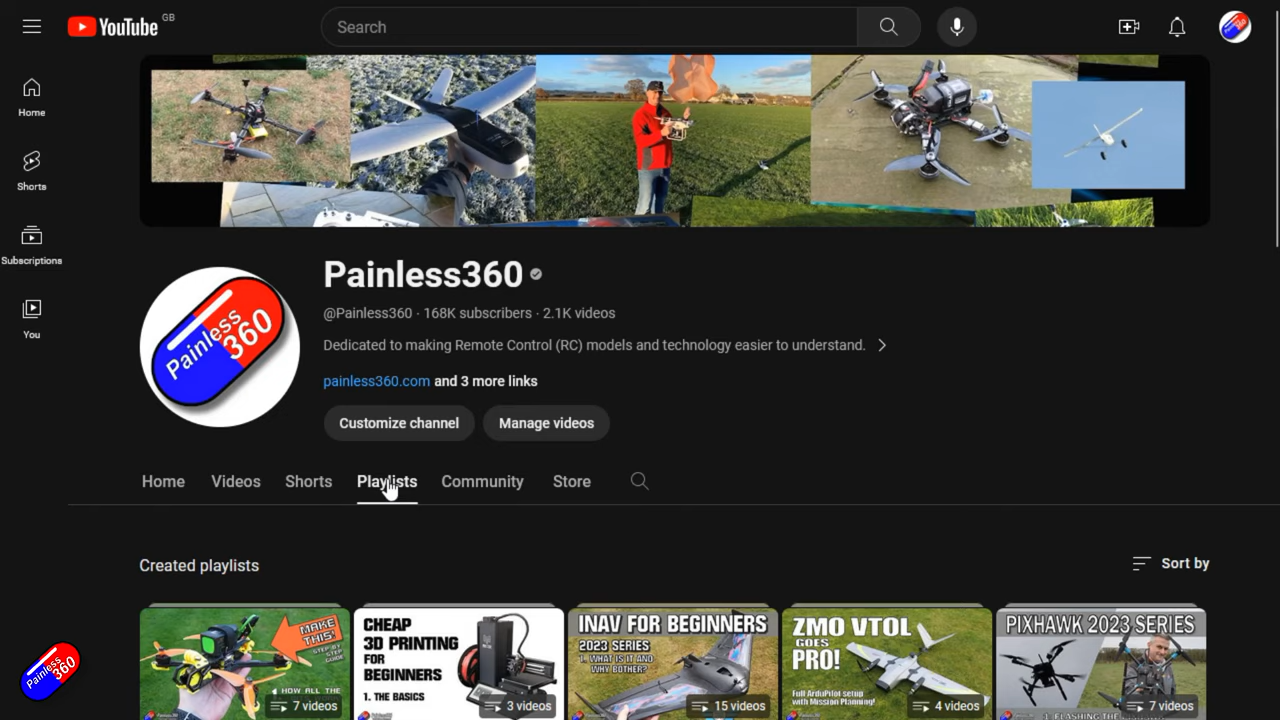 YouTube GB
Search
Home
Shorts
Subscriptions
You
Painless360
Painless 360
@Painless360 · 168K subscribers · 2.1K videos
Dedicated to making Remote Control (RC) models and technology easier to understand.
painless360.com and 3 more links
Customize channel
Manage videos
Home
Videos
Shorts
Playlists
Community
Store
Created playlists
Sort by
MAKE
THIS!
STEP-BY-STEP
GUIDE
HOW ALL THE
7 videos
CHEAP
3D PRINTING
FOR
BEGINNERS
1. THE BASICS
3 videos
INAV FOR BEGINNERS
2023 SERIES
1. WHAT IS IT AND
WHY BOTHER?
15 videos
ZMO VTOL
GOES
PRO!
Full ArduPilot setup
with Mission Planning!
4 videos
PIXHAWK 2023 SERIES
1. FLASHING THE
7 videos
Painless
360